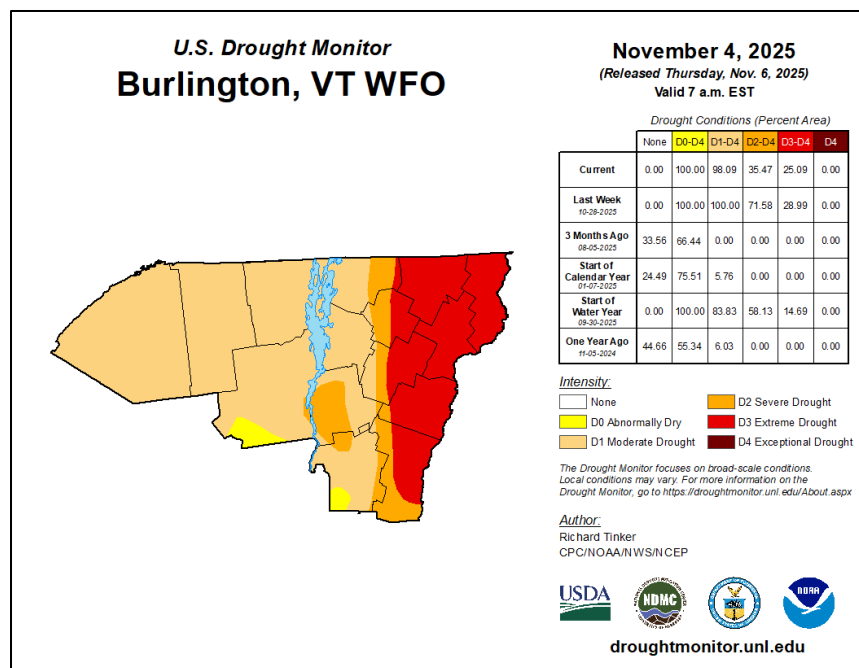 U.S. Drought Monitor
Burlington, VT WFO
November 4, 2025
(Released Thursday, Nov. 6, 2025)
Valid 7 a.m. EST
Drought Conditions (Percent Area)
None D0-D4 D1-D4 D2-D4 D3-D4 D4
Current 0.00 100.00 98.09 35.47 25.09 0.00
Last Week
10-28-2025
0.00 100.00 100.00 71.58 28.99 0.00
3 Months Ago
08-05-2025
33.56 66.44 0.00 0.00 0.00 0.00
Start of
Calendar Year
01-07-2025
24.49 75.51 5.76 0.00 0.00 0.00
Start of
Water Year
09-30-2025
0.00 100.00 83.83 58.13 14.69 0.00
One Year Ago
11-05-2024
44.66 55.34 6.03 0.00 0.00 0.00
Intensity:
None
D0 Abnormally Dry
D1 Moderate Drought
D2 Severe Drought
D3 Extreme Drought
D4 Exceptional Drought
The Drought Monitor focuses on broad-scale conditions.
Local conditions may vary. For more information on the
Drought Monitor, go to https://droughtmonitor.unl.edu/About.aspx
Author:
Richard Tinker
CPC/NOAA/NWS/NCEP
USDA
NDMC
NOAA
droughtmonitor.unl.edu